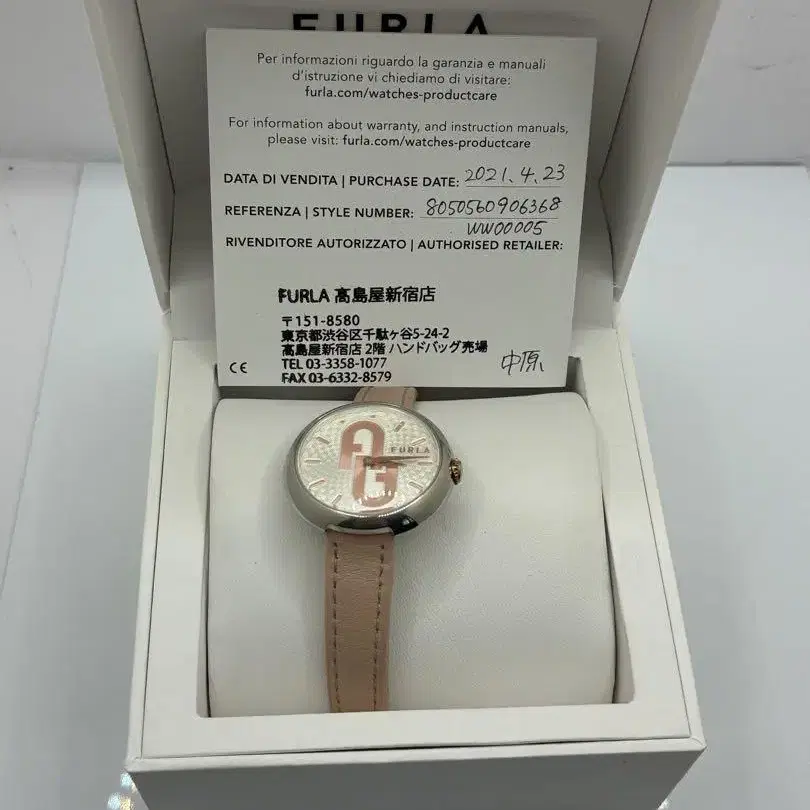 FURLA
Per informazioni riguardo la garanzia e manuali
d'istruzione vi chiediamo di visitare:
furla.com/watches-productcare
For information about warranty, and instruction manuals,
please visit: furla.com/watches-productcare
DATA DI VENDITA | PURCHASE DATE: 2021.4.23
REFERENZA | STYLE NUMBER: 8050560906368
WW00005
RIVENDITORE AUTORIZZATO | AUTHORISED RETAILER:
FURLA 高島屋新宿店
〒151-8580
東京都渋谷区千駄ヶ谷5-24-2
高島屋新宿店 2階 ハンドバッグ売場
TEL 03-3358-1077
FAX 03-6332-8579
中原
CE
FURLA